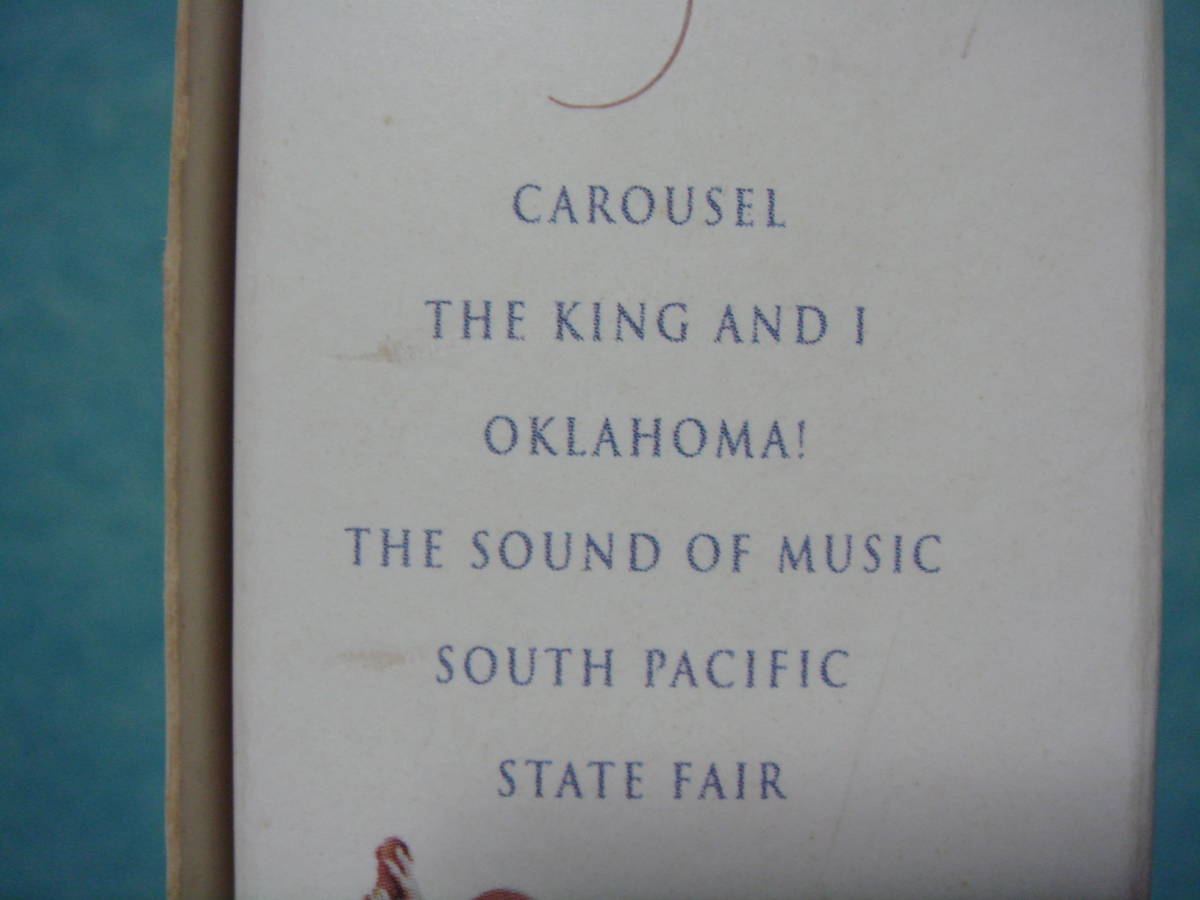 CAROUSEL
THE KING AND I
OKLAHOMA!
THE SOUND OF MUSIC
SOUTH PACIFIC
STATE FAIR